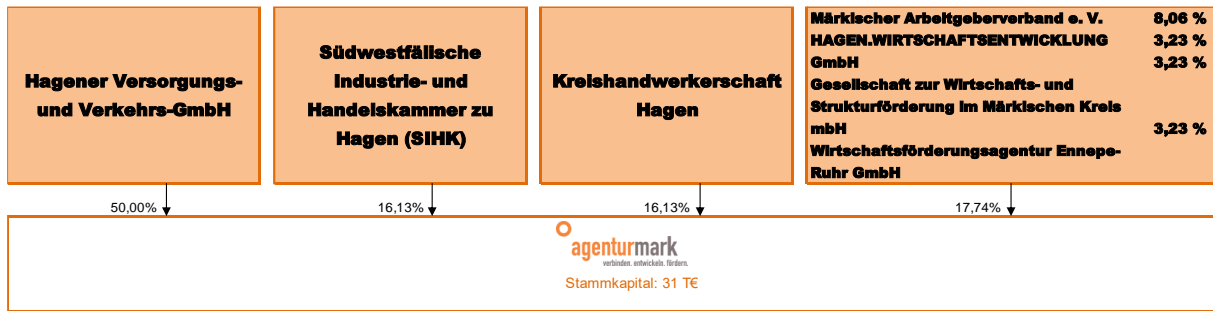 Hagener Versorgungs-
und Verkehrs-GmbH
Südwestfälische
Industrie- und
Handelskammer zu
Hagen (SIHK)
Kreishandwerkerschaft
Hagen
Märkischer Arbeitgeberverband e. V. 8,06 %
HAGEN.WIRTSCHAFTSENTWICKLUNG 3,23 %
GmbH 3,23 %
Gesellschaft zur Wirtschafts- und
Strukturförderung im Märkischen Kreis
mbH 3,23 %
Wirtschaftsförderungsagentur Ennepe-
Ruhr GmbH
50,00% 16,13% 16,13% 17,74%
agenturmark
verbinden. entwickeln. fördern.
Stammkapital: 31 T€